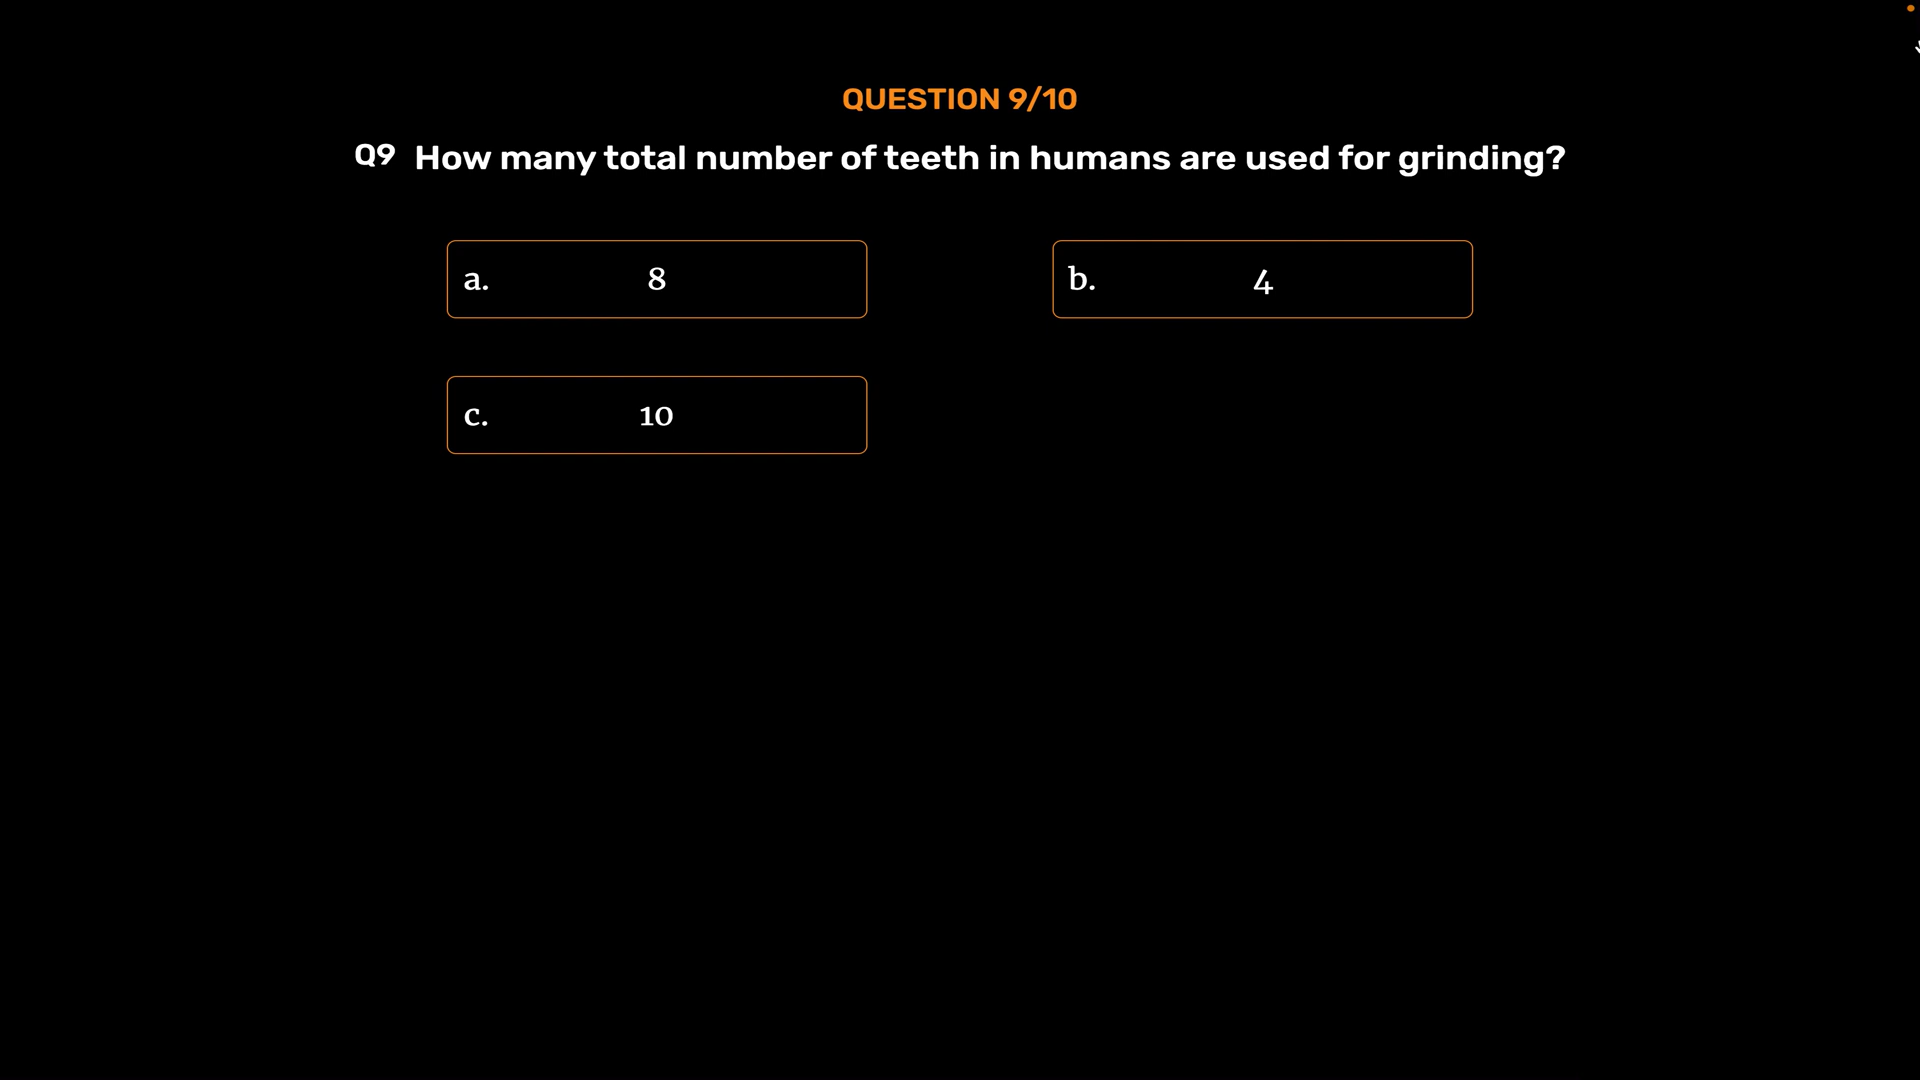 QUESTION 9/10
Q9 How many total number of teeth in humans are used for grinding?
a. 8
b. 4
c. 10